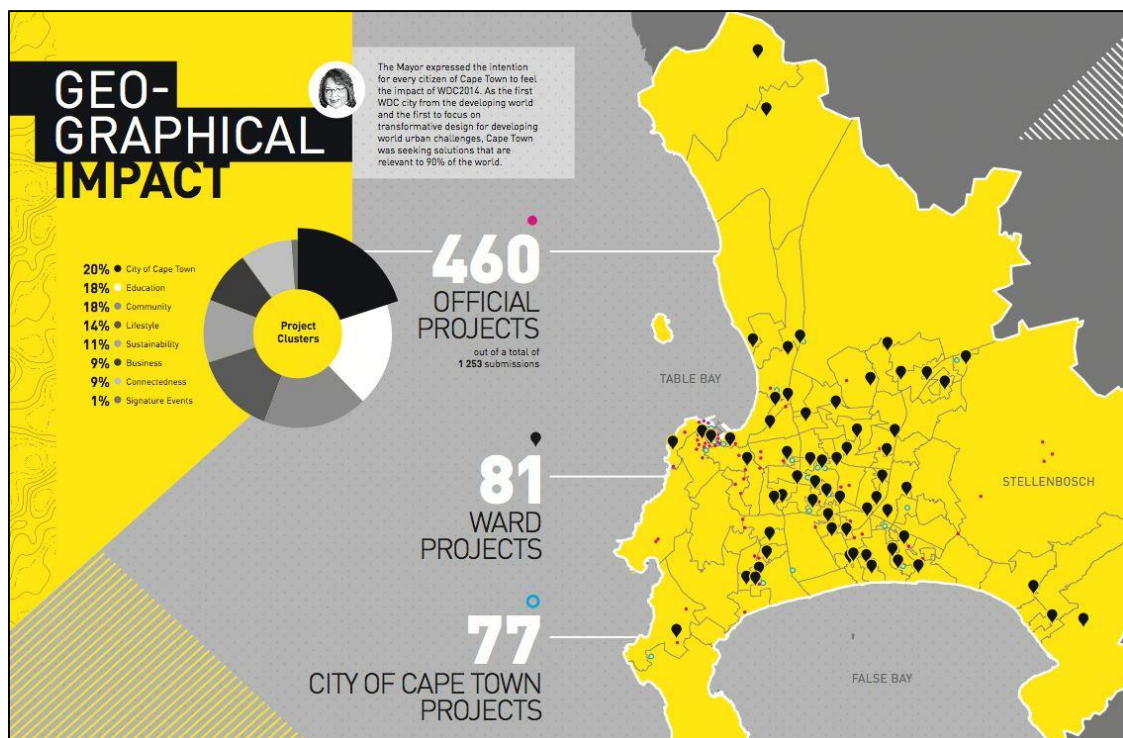 GEO-
GRAPHICAL
IMPACT
The Mayor expressed the intention
for every citizen of Cape Town to feel
the impact of WDC2014. As the first
WDC city from the developing world
and the first to focus on
transformative design for developing
world urban challenges, Cape Town
was seeking solutions that are
relevant to 90% of the world.
20% City of Cape Town
18% Education
18% Community
14% Lifestyle
11% Sustainability
9% Business
9% Connectedness
1% Signature Events
Project
Clusters
460
OFFICIAL
PROJECTS
out of a total of
1 253 submissions
81
WARD
PROJECTS
77
CITY OF CAPE TOWN
PROJECTS
TABLE BAY
STELLENBOSCH
FALSE BAY